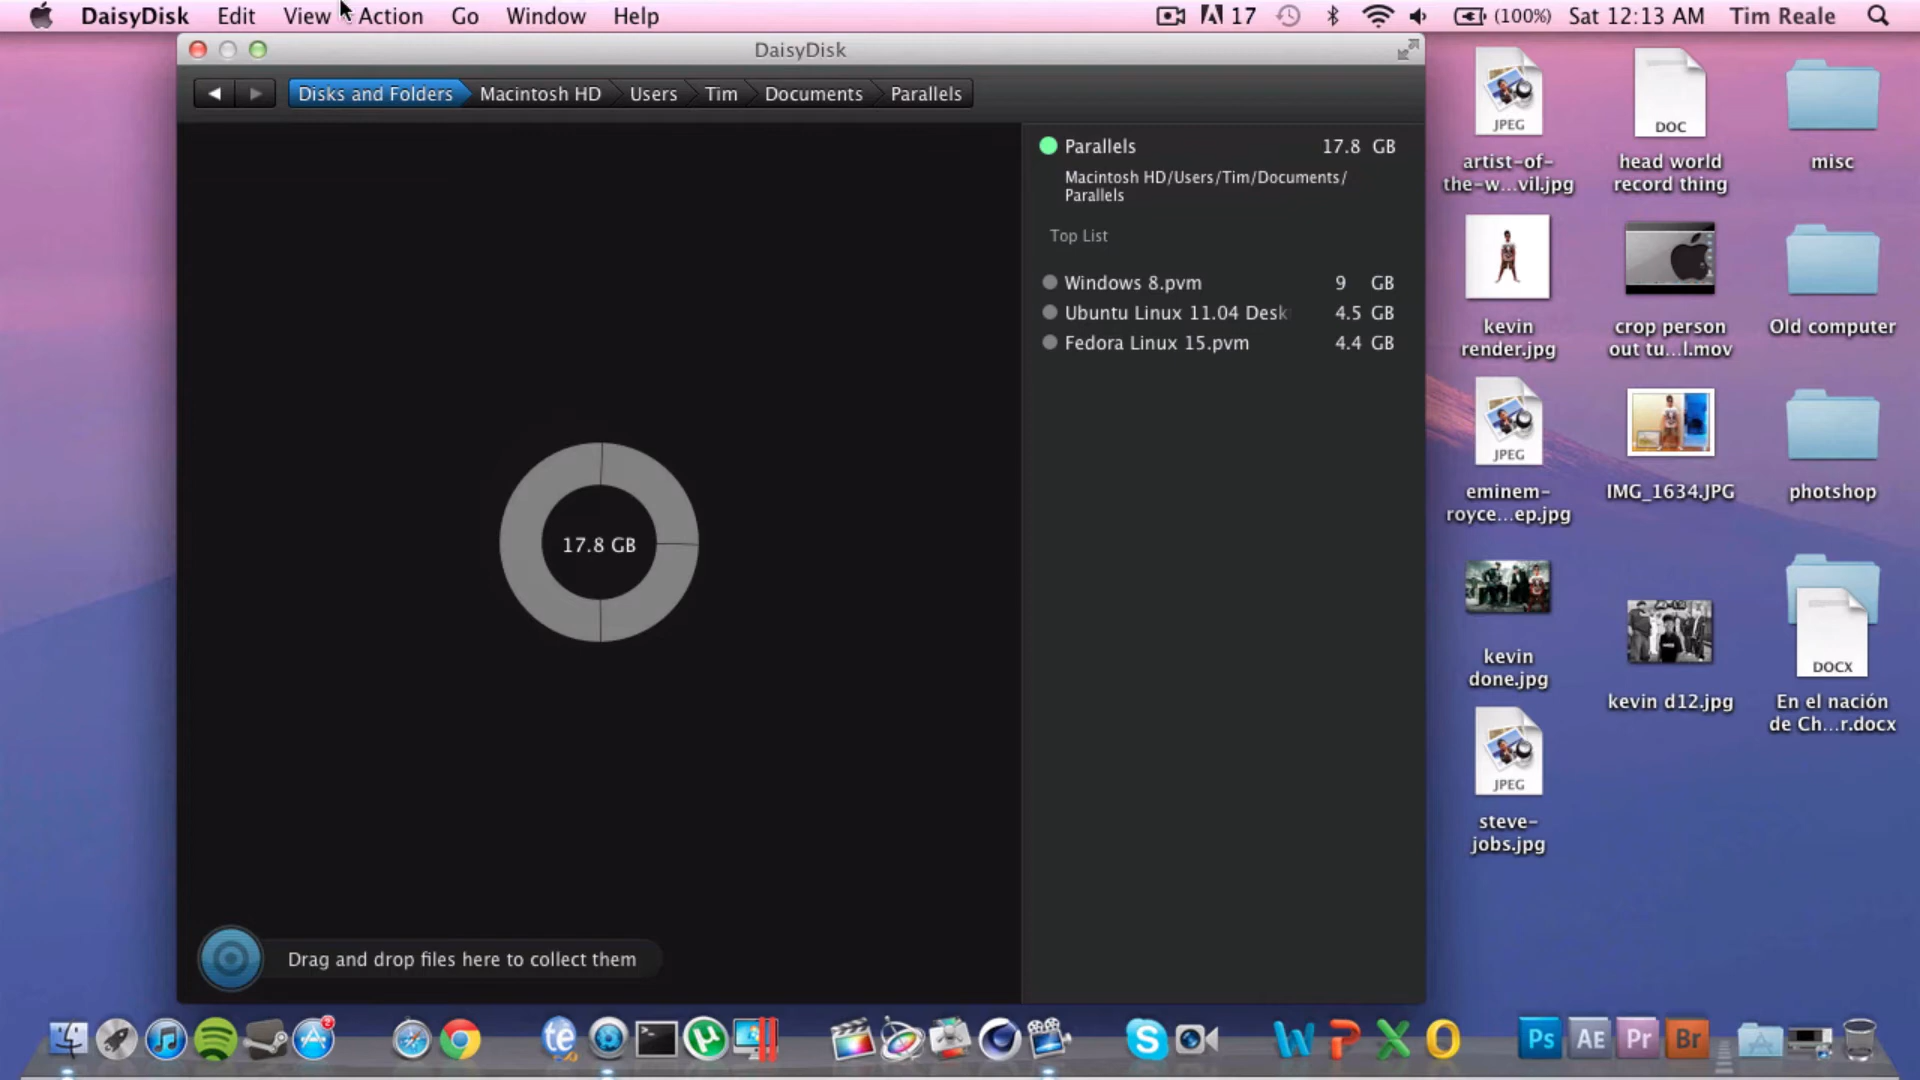 DaisyDisk Edit View Action Go Window Help
17 (100%) Sat 12:13 AM Tim Reale
DaisyDisk
Disks and Folders Macintosh HD Users Tim Documents Parallels
Parallels 17.8 GB
Macintosh HD/Users/Tim/Documents/
Parallels
Top List
Windows 8.pvm 9 GB
Ubuntu Linux 11.04 Desk 4.5 GB
Fedora Linux 15.pvm 4.4 GB
17.8 GB
Drag and drop files here to collect them
JPEG
artist-of-
the-w...vil.jpg
DOC
head world
record thing
misc
kevin
render.jpg
crop person
out tu...l.mov
Old computer
JPEG
eminem-
royce...ep.jpg
IMG_1634.JPG
photshop
kevin
done.jpg
kevin d12.jpg
DOCX
En el nación
de Ch...r.docx
JPEG
steve-
jobs.jpg
2
tè
S
W P X O
Ps AE Pr Br